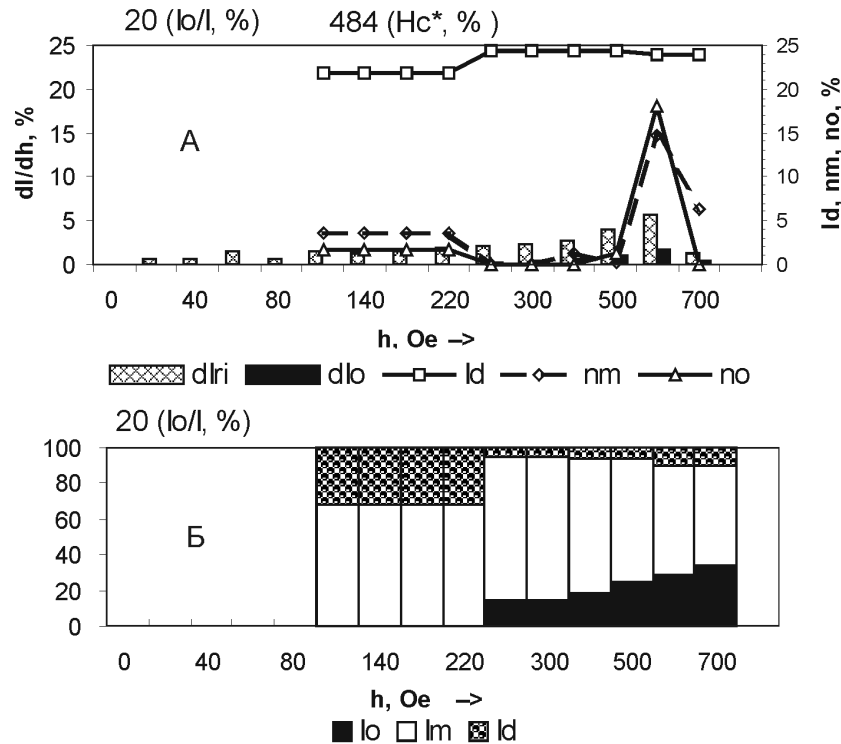 20 (Io/I, %) 484 (Hc*, %)
25 25
20 20
15 15
10 10
5 5
0 0
dI/dh, %
А
Id, nm, no, %
0 40 80 140 220 300 500 700
h, Oe –>
dIri dIo Id nm no
20 (Io/I, %)
100
80
60
40
20
0
Б
0 40 80 140 220 300 500 700
h, Oe –>
Io Im Id